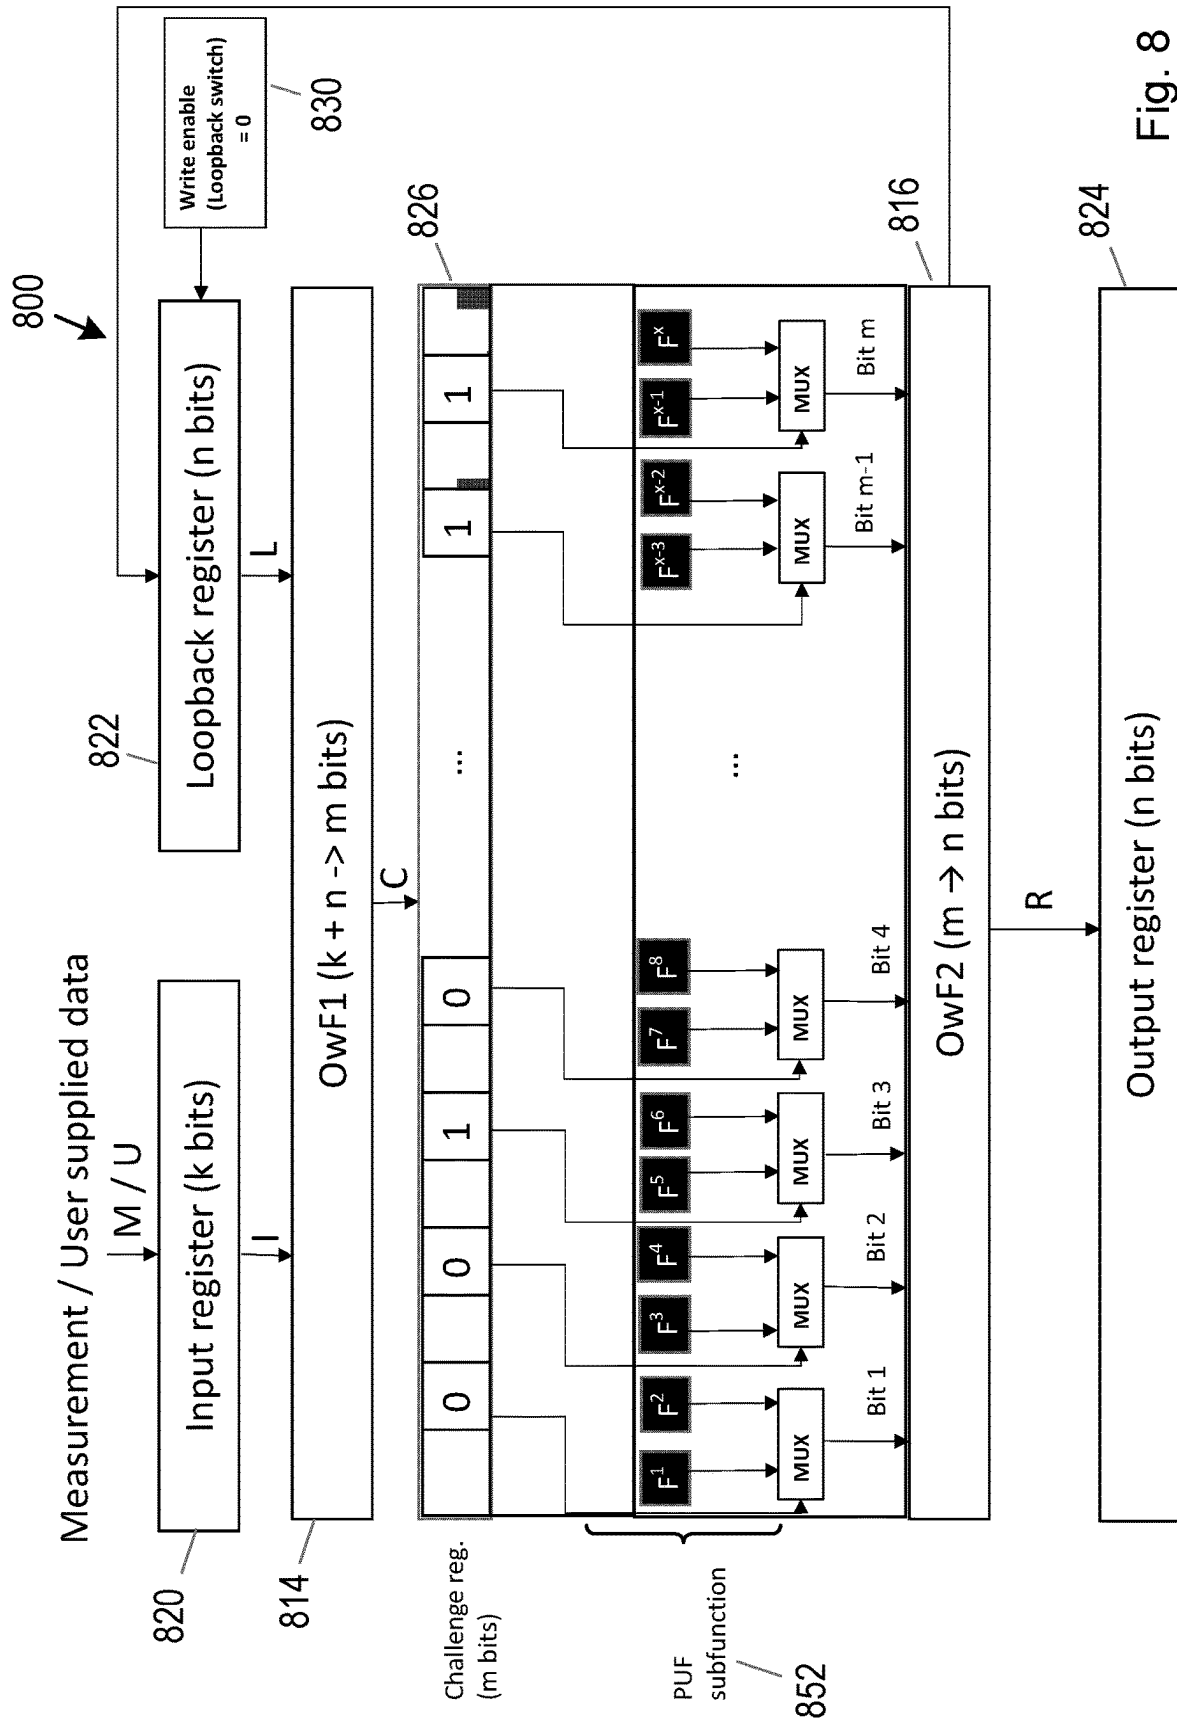 800
Measurement / User supplied data
M / U
820
Input register (k bits)
822
Loopback register (n bits)
Write enable
(Loopback switch)
= 0
830
I
L
814
OwF1 (k + n -> m bits)
C
826
Challenge reg.
(m bits)
0
0
1
0
...
1
1
PUF
subfunction
852
F1
F2
F3
F4
F5
F6
F7
F8
...
Fx-3
Fx-2
Fx-1
Fx
MUX
MUX
MUX
MUX
MUX
MUX
Bit 1
Bit 2
Bit 3
Bit 4
Bit m-1
Bit m
816
OwF2 (m → n bits)
R
824
Output register (n bits)
Fig. 8